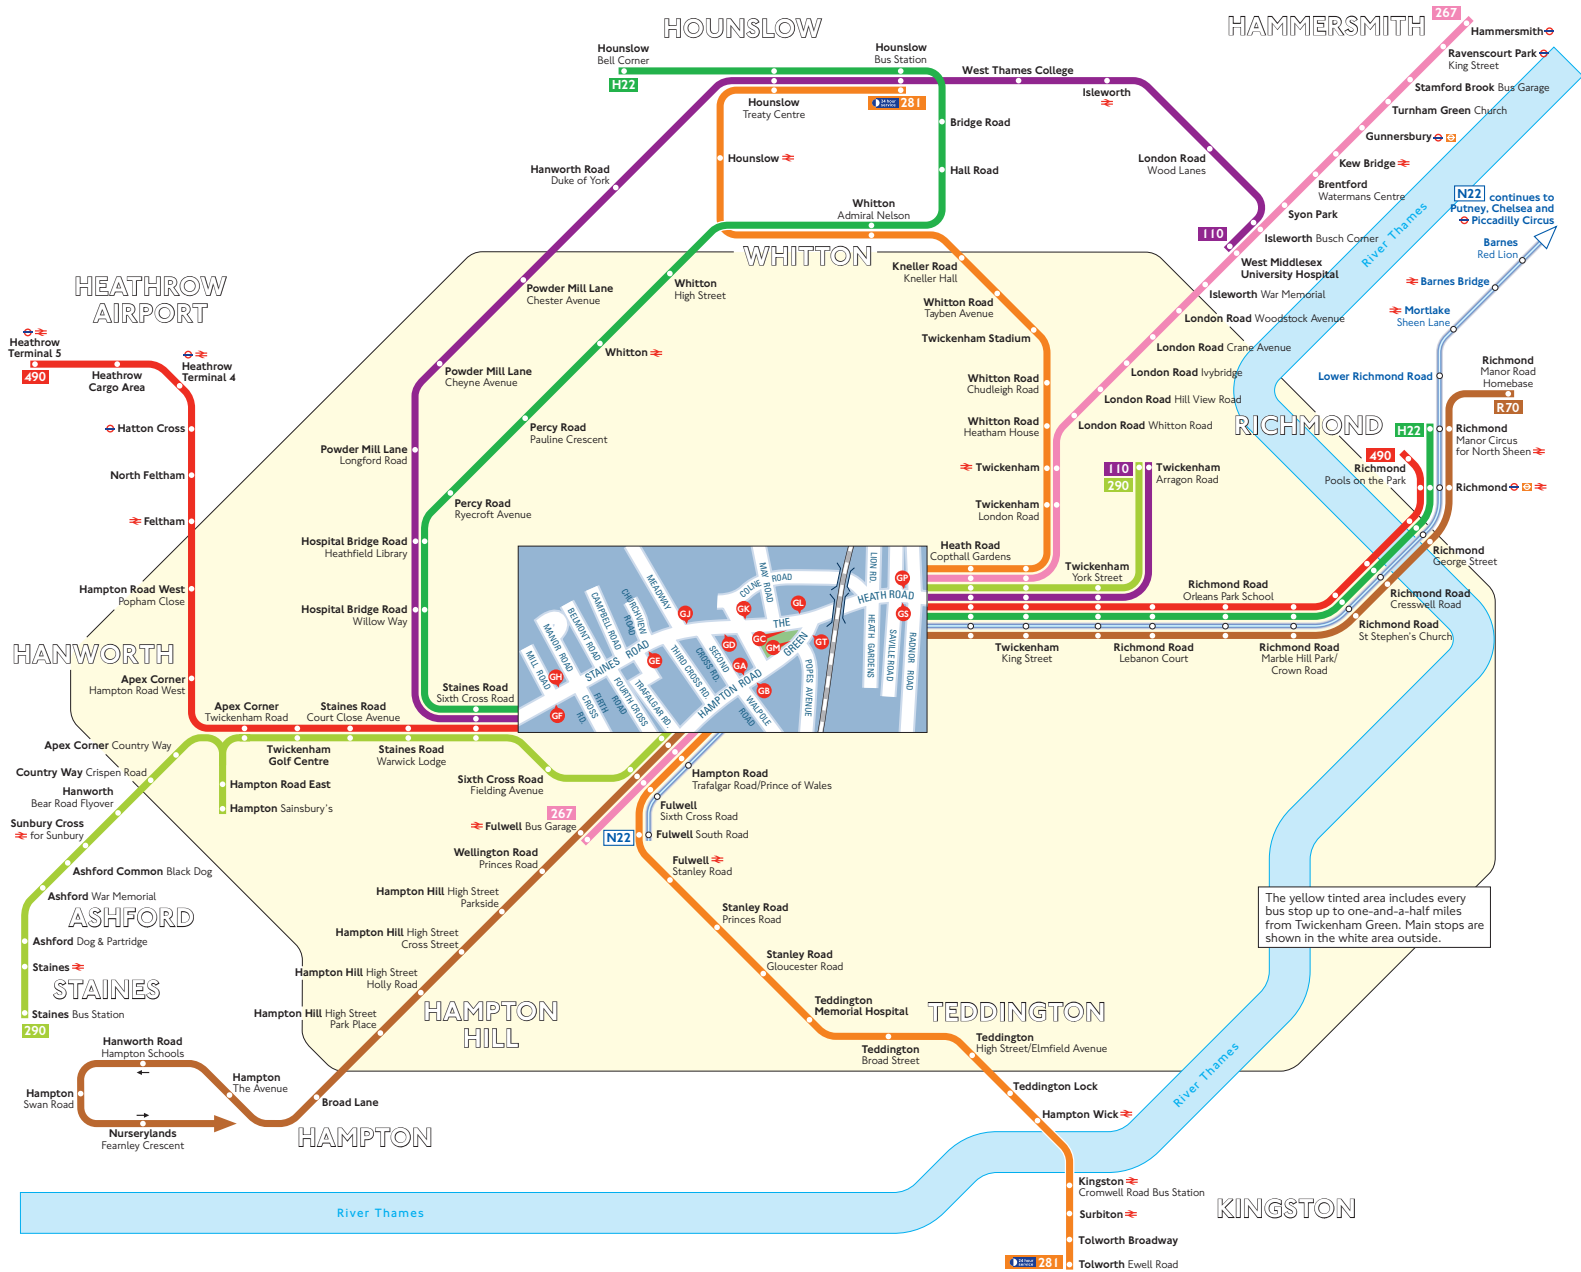 HOUNSLOW
HAMMERSMITH
267
Hammersmith
Ravenscourt Park
King Street
Stamford Brook Bus Garage
Turnham Green Church
Gunnersbury
Kew Bridge
Brentford
Watermans Centre
Syon Park
Isleworth Busch Corner
West Middlesex
University Hospital
Isleworth War Memorial
London Road Woodstock Avenue
London Road Crane Avenue
London Road Ivybridge
London Road Hill View Road
London Road Whitton Road
Hounslow
Bell Corner
H22
Hounslow
Bus Station
Hounslow
Treaty Centre
24 hour
service
281
West Thames College
Isleworth
London Road
Wood Lanes
110
Bridge Road
Hall Road
Hounslow
Hanworth Road
Duke of York
Whitton
Admiral Nelson
WHITTON
Kneller Road
Kneller Hall
Whitton Road
Tayben Avenue
Twickenham Stadium
Whitton Road
Chudleigh Road
Whitton Road
Heatham House
Twickenham
Twickenham
London Road
Heath Road
Copthall Gardens
Powder Mill Lane
Chester Avenue
Whitton
High Street
Whitton
Powder Mill Lane
Cheyne Avenue
Percy Road
Pauline Crescent
Powder Mill Lane
Longford Road
Percy Road
Ryecroft Avenue
Hospital Bridge Road
Heathfield Library
Hospital Bridge Road
Willow Way
Staines Road
Sixth Cross Road
HEATHROW
AIRPORT
Heathrow
Terminal 5
490
Heathrow
Cargo Area
Heathrow
Terminal 4
Hatton Cross
North Feltham
Feltham
Hampton Road West
Popham Close
HANWORTH
Apex Corner
Hampton Road West
Apex Corner
Twickenham Road
Staines Road
Court Close Avenue
Twickenham
Golf Centre
Staines Road
Warwick Lodge
Sixth Cross Road
Fielding Avenue
Apex Corner Country Way
Country Way Crispen Road
Hanworth
Bear Road Flyover
Sunbury Cross
for Sunbury
Hampton Road East
Hampton Sainsbury's
Ashford Common Black Dog
Ashford War Memorial
ASHFORD
Ashford Dog & Partridge
Staines
STAINES
Staines Bus Station
290
N22
continues to
Putney, Chelsea and
Piccadilly Circus
Barnes
Red Lion
Barnes Bridge
Mortlake
Sheen Lane
Lower Richmond Road
Richmond
Manor Road
Homebase
R70
RICHMOND
H22
490
Richmond
Pools on the Park
Richmond
Manor Circus
for North Sheen
Richmond
Richmond
George Street
Richmond Road
Cresswell Road
Richmond Road
St Stephen's Church
Richmond Road
Orleans Park School
Richmond Road
Marble Hill Park/
Crown Road
Richmond Road
Lebanon Court
Twickenham
King Street
Twickenham
York Street
110
290
Twickenham
Arragon Road
River Thames
MEADWAY
COLNE ROAD
MAY ROAD
LION RD.
HEATH ROAD
THE
GREEN
CHURCHVIEW ROAD
CAMPBELL ROAD
BELMONT ROAD
MANOR ROAD
MILL ROAD
STAINES ROAD
HAMPTON ROAD
SECOND CROSS RD.
THIRD CROSS RD.
TRAFALGAR RD.
FOURTH CROSS ROAD
FIFTH CROSS RD.
WALPOLE ROAD
POPES AVENUE
HEATH GARDENS
SAVILLE ROAD
RADNOR ROAD
GP
GS
GL
GK
GJ
GD
GC
GM
GT
GE
GA
GB
GH
GF
Hampton Road
Trafalgar Road/Prince of Wales
Fulwell
Sixth Cross Road
267
Fulwell Bus Garage
N22
Fulwell South Road
Fulwell
Stanley Road
Wellington Road
Princes Road
Hampton Hill High Street
Parkside
Hampton Hill High Street
Cross Street
Hampton Hill High Street
Holly Road
Hampton Hill High Street
Park Place
HAMPTON
HILL
Stanley Road
Princes Road
Stanley Road
Gloucester Road
Teddington
Memorial Hospital
Teddington
Broad Street
TEDDINGTON
Teddington
High Street/Elmfield Avenue
Teddington Lock
Hampton Wick
The yellow tinted area includes every
bus stop up to one-and-a-half miles
from Twickenham Green. Main stops are
shown in the white area outside.
Hanworth Road
Hampton Schools
Hampton
The Avenue
Hampton
Swan Road
Nurserylands
Fearnley Crescent
Broad Lane
HAMPTON
River Thames
River Thames
Kingston
Cromwell Road Bus Station
KINGSTON
Surbiton
Tolworth Broadway
24 hour
service
281
Tolworth Ewell Road